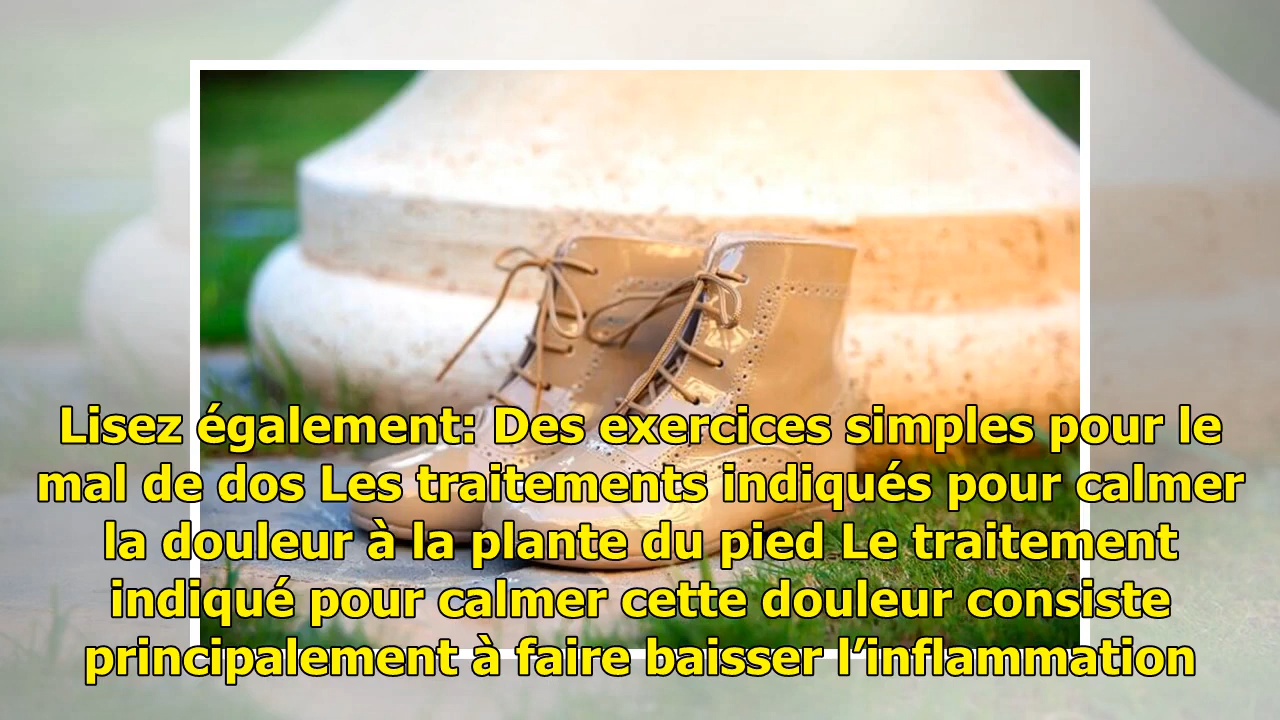 Lisez également: Des exercices simples pour le
mal de dos Les traitements indiqués pour calmer
la douleur à la plante du pied Le traitement
indiqué pour calmer cette douleur consiste
principalement à faire baisser l’inflammation